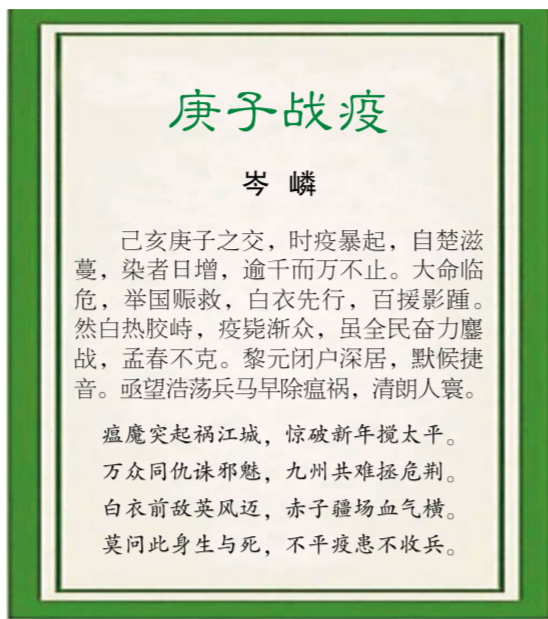 庚子战疫
岑 嶙
己亥庚子之交，时疫暴起，自楚滋
蔓，染者日增，逾千而万不止。大命临
危，举国赈救，白衣先行，百援影踵。
然白热胶峙，疫毙渐众，虽全民奋力鏖
战，孟春不克。黎元闭户深居，默候捷
音。亟望浩荡兵马早除瘟祸，清朗人寰。
瘟魔突起祸江城，惊破新年搅太平。
万众同仇诛邪魅，九州共难拯危荆。
白衣前敌英风迈，赤子疆场血气横。
莫问此身生与死，不平疫患不收兵。